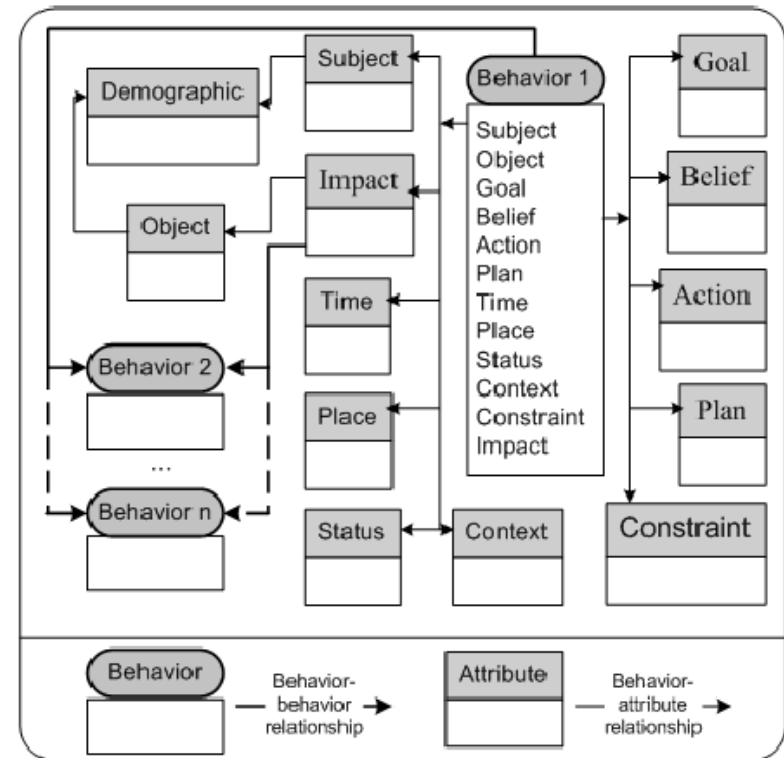 Subject
Behavior 1
Goal
Demographic
Subject
Object
Goal
Belief
Action
Plan
Time
Place
Status
Context
Constraint
Impact
Impact
Belief
Object
Time
Action
Behavior 2
Place
Plan
...
Behavior n
Status
Context
Constraint
Behavior
Behavior-
behavior
relationship
Attribute
Behavior-
attribute
relationship